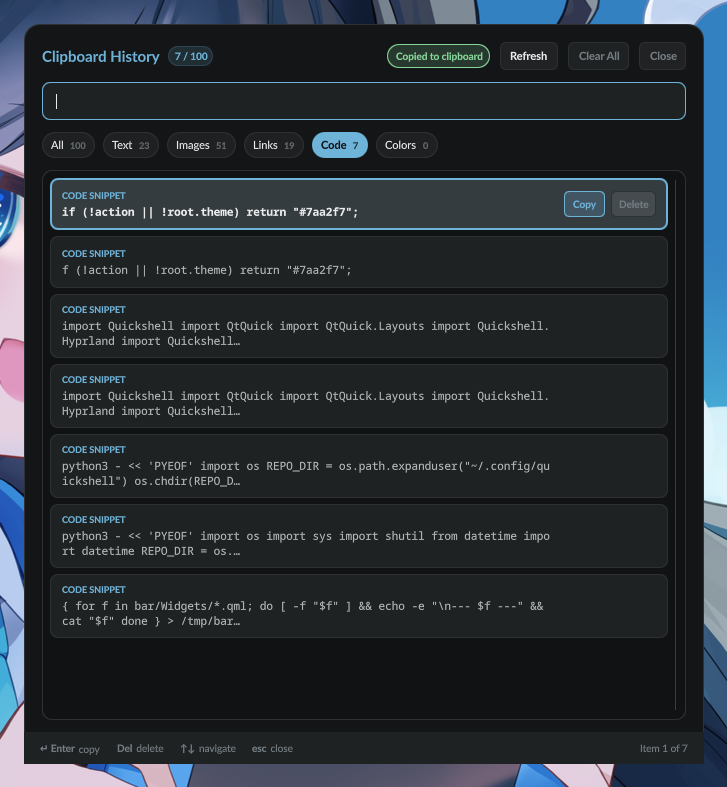 Clipboard History 7 / 100 Copied to clipboard Refresh Clear All Close
All 100 Text 23 Images 51 Links 19 Code 7 Colors 0
CODE SNIPPET
if (!action || !root.theme) return "#7aa2f7";
Copy Delete
CODE SNIPPET
f (!action || !root.theme) return "#7aa2f7";
CODE SNIPPET
import Quickshell import QtQuick import QtQuick.Layouts import Quickshell.
Hyprland import Quickshell…
CODE SNIPPET
import Quickshell import QtQuick import QtQuick.Layouts import Quickshell.
Hyprland import Quickshell…
CODE SNIPPET
python3 - << 'PYEOF' import os REPO_DIR = os.path.expanduser("~/.config/qu
ickshell") os.chdir(REPO_D…
CODE SNIPPET
python3 - << 'PYEOF' import os import sys import shutil from datetime impo
rt datetime REPO_DIR = os.…
CODE SNIPPET
{ for f in bar/Widgets/*.qml; do [ -f "$f" ] && echo -e "\n--- $f ---" &&
cat "$f" done } > /tmp/bar…
↵ Enter copy Del delete ↑↓ navigate esc close Item 1 of 7